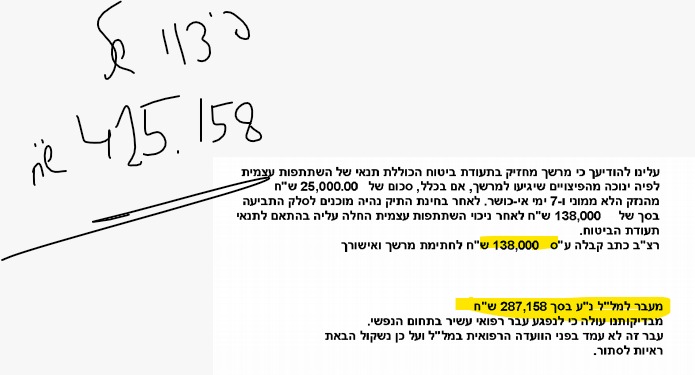 פיצוי של
425.158 ש"ח
עלינו להודיעך כי מרשך מחזיק בתעודת ביטוח הכוללת תנאי של השתתפות עצמית
לפיה ינוכה מהפיצויים שיגיעו למרשך, אם בכלל, סכום של 25,000.00 ש"ח
מהנזק הלא ממוני ו-7 ימי אי-כושר. לאחר בחינת התיק נהיה מוכנים לסלק התביעה
בסך של 138,000 ש"ח לאחר ניכוי השתתפות עצמית החלה עליה בהתאם לתנאי
תעודת הביטוח.
רצ"ב כתב קבלה ע"ס 138,000 ש"ח לחתימת מרשך ואישורך
מעבר למל"ל נ"ע בסך 287,158 ש"ח
מבדיקותנו עולה כי לנפגע עבר רפואי עשיר בתחום הנפשי.
עבר זה לא עמד בפני הוועדה הרפואית במל"ל ועל כן נשקול הבאת
ראיות לסתור.